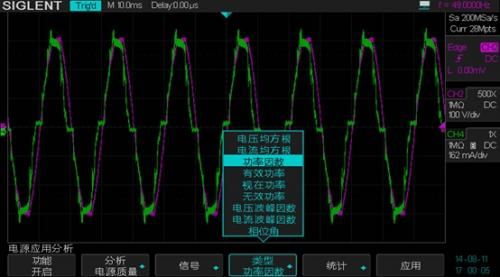 SIGLENT Trig'd M 10.0ms Delay:0.00µs f = 49.0000Hz
Sa 200MSa/s
Curr 28Mpts
Edge CH2
DC
L 0.00mV
CH2 500X
1MΩ DC
100 V/div
CH4 1X
1MΩ DC
162 mA/div
电压均方根
电流均方根
功率因数
有效功率
视在功率
无效功率
电压波峰因数
电流波峰因数
相位角
电源应用分析
功能 分析 信号 类型 统计 应用
开启 电源质量 功率因数
14-08-11
17:00:05